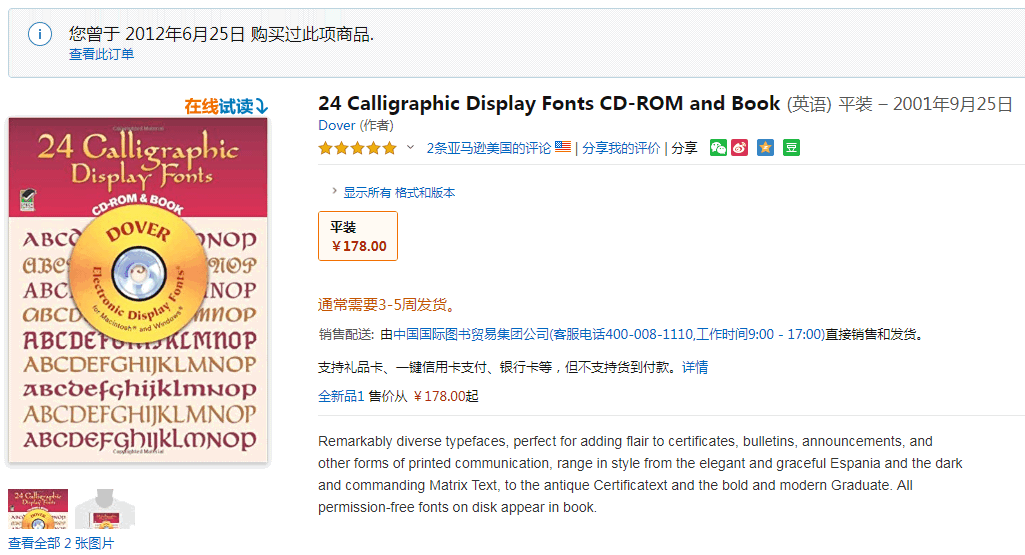 您曾于 2012年6月25日 购买过此项商品.
查看此订单
在线试读
24 Calligraphic
Display Fonts
CD-ROM & BOOK
DOVER
Electronic Display Fonts
for Macintosh™ and Windows®
ABCDEFGHIJKLMNOP
ABCDEFGHIJKLMNOP
Copyrighted Material
24 Calligraphic Display Fonts CD-ROM and Book (英语) 平装 – 2001年9月25日
Dover (作者)
2条亚马逊美国的评论 | 分享我的评价 | 分享
豆
显示所有 格式和版本
平装
￥178.00
通常需要3-5周发货。
销售配送: 由中国国际图书贸易集团公司(客服电话400-008-1110,工作时间9:00 - 17:00)直接销售和发货。
支持礼品卡、一键信用卡支付、银行卡等，但不支持货到付款。详情
全新品1 售价从 ￥178.00起
Remarkably diverse typefaces, perfect for adding flair to certificates, bulletins, announcements, and
other forms of printed communication, range in style from the elegant and graceful Espania and the dark
and commanding Matrix Text, to the antique Certificatext and the bold and modern Graduate. All
permission-free fonts on disk appear in book.
24 Calligraphic
Display Fonts
查看全部 2 张图片